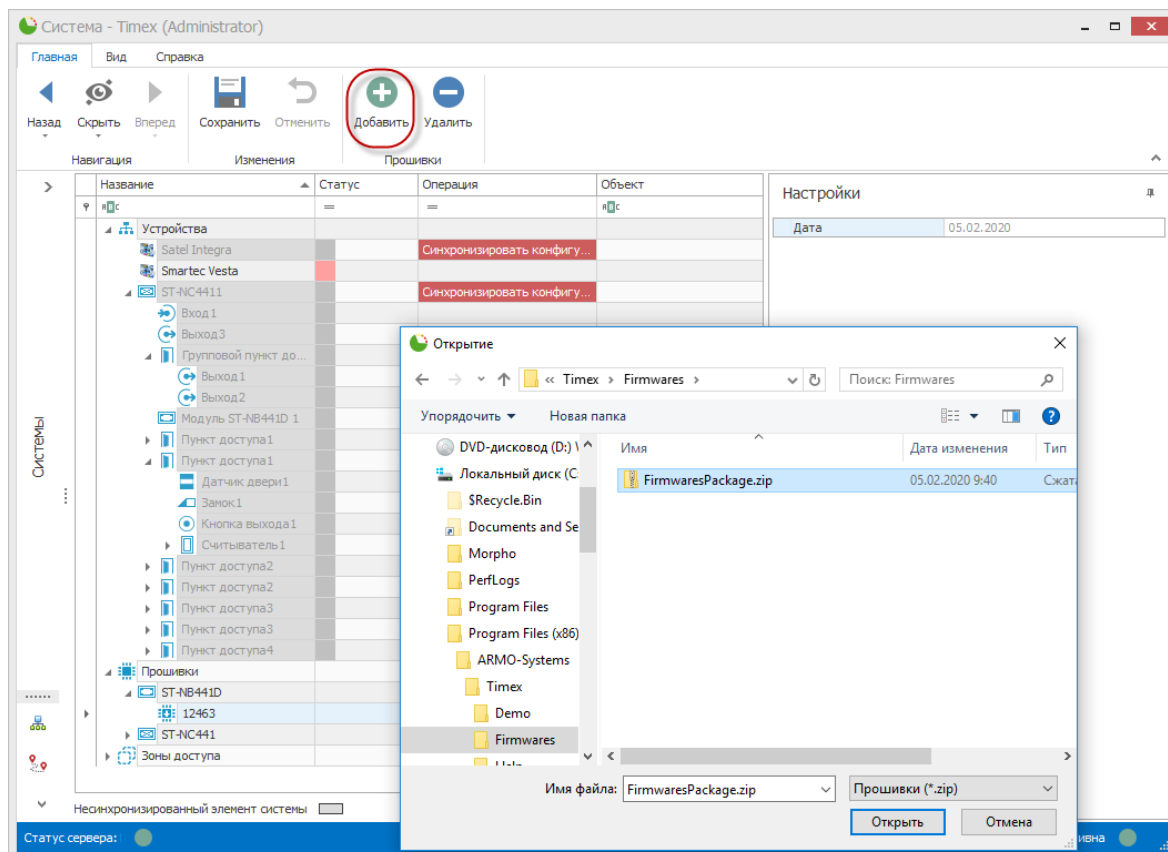 Система - Timex (Administrator)
Главная Вид Справка
Назад Скрыть Вперед Сохранить Отменить Добавить Удалить
Навигация Изменения Прошивки
Название Статус Операция Объект
Настройки
Дата 05.02.2020
Устройства
Satel Integra Синхронизировать конфигу...
Smartec Vesta
ST-NC4411 Синхронизировать конфигу...
Вход1
Выход3
Групповой пункт до...
Выход1
Выход2
Модуль ST-NB441D 1
Пункт доступа1
Пункт доступа1
Датчик двери1
Замок1
Кнопка выхода1
Считыватель1
Пункт доступа2
Пункт доступа2
Пункт доступа3
Пункт доступа3
Пункт доступа4
Прошивки
ST-NB441D
12463
ST-NC441
Зоны доступа
Системы
Несинхронизированный элемент системы
Статус сервера:
ивна
Открытие
« Timex › Firmwares ›
Поиск: Firmwares
Упорядочить Новая папка
DVD-дисковод (D:) \
Локальный диск (C:
$Recycle.Bin
Documents and Se
Morpho
PerfLogs
Program Files
Program Files (x86)
ARMO-Systems
Timex
Demo
Firmwares
Имя Дата изменения Тип
FirmwaresPackage.zip 05.02.2020 9:40 Сжата
Имя файла: FirmwaresPackage.zip Прошивки (*.zip)
Открыть Отмена